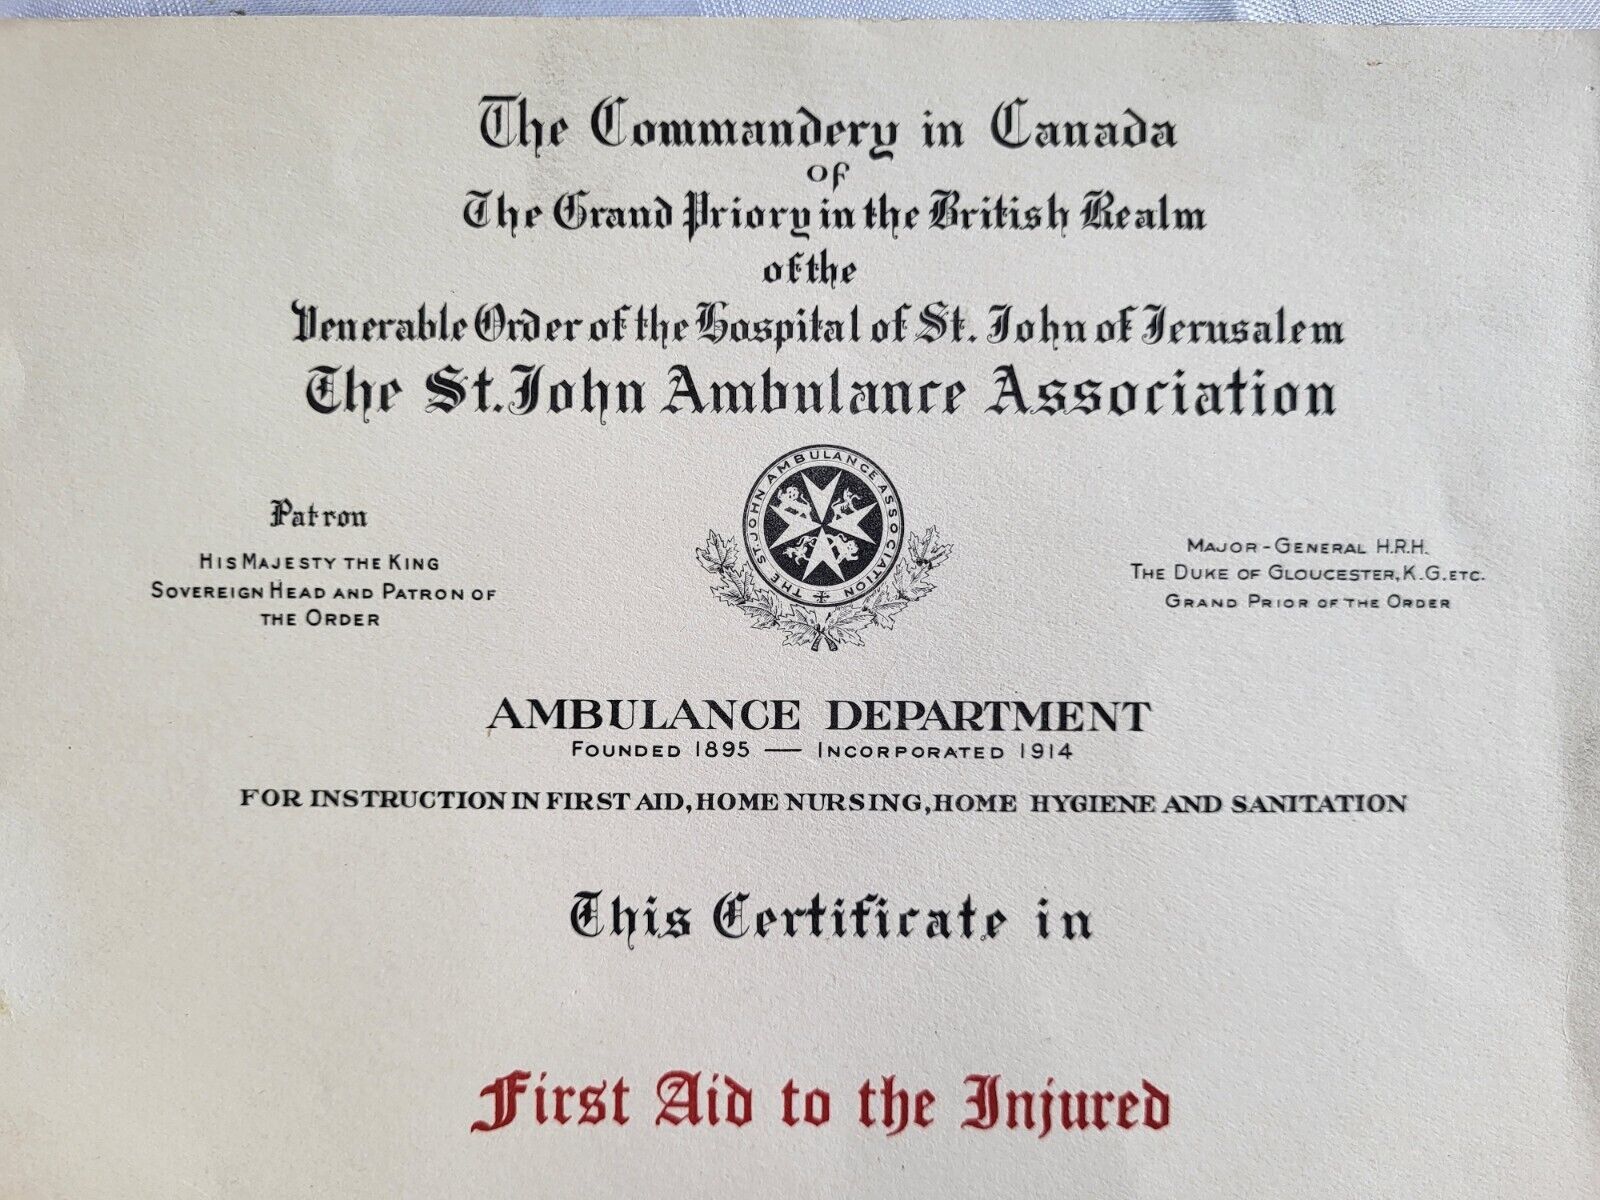 The Commandery in Canada
of
The Grand Priory in the British Realm
of the
Venerable Order of the Hospital of St. John of Jerusalem
The St. John Ambulance Association
THE ST. JOHN AMBULANCE ASSOCIATION
Patron
HIS MAJESTY THE KING
SOVEREIGN HEAD AND PATRON OF
THE ORDER
MAJOR-GENERAL H.R.H.
THE DUKE OF GLOUCESTER, K.G. ETC.
GRAND PRIOR OF THE ORDER
AMBULANCE DEPARTMENT
FOUNDED 1895 — INCORPORATED 1914
FOR INSTRUCTION IN FIRST AID, HOME NURSING, HOME HYGIENE AND SANITATION
This Certificate in
First Aid to the Injured